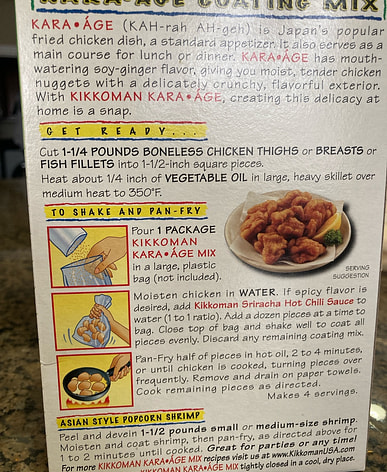 KARA•ÁGE COATING MIX
KARA•ÁGE (KAH-rah AH-geh) is Japan's popular
fried chicken dish, a standard appetizer. It also serves as
main course for lunch or dinner. KARA•ÁGE has mouth-
watering soy-ginger flavor, giving you moist, tender chicken
nuggets with a delicately crunchy, flavorful exterior.
With KIKKOMAN KARA•ÁGE, creating this delicacy at
home is a snap.
GET READY....
Cut 1-1/4 POUNDS BONELESS CHICKEN THIGHS or BREASTS or
FISH FILLETS into 1-1/2-inch square pieces.
Heat about 1/4 inch of VEGETABLE OIL in large, heavy skillet over
medium heat to 350°F.
TO SHAKE AND PAN-FRY
Pour 1 PACKAGE
KIKKOMAN
KARA•ÁGE MIX
in a large, plastic
bag (not included).
SERVING
SUGGESTION
Moisten chicken in WATER. If spicy flavor is
desired, add Kikkoman Sriracha Hot Chili Sauce to
water (1 to 1 ratio). Add a dozen pieces at a time to
bag. Close top of bag and shake well to coat all
pieces evenly. Discard any remaining coating mix.
Pan-Fry half of pieces in hot oil, 2 to 4 minutes,
or until chicken is cooked, turning pieces over
frequently. Remove and drain on paper towels.
Cook remaining pieces as directed.
Makes 4 servings.
ASIAN STYLE POPCORN SHRIMP
Peel and devein 1-1/2 pounds small or medium-size shrimp.
Moisten and coat shrimp, then pan-fry, as directed above for
1 to 2 minutes until cooked. Great for parties or any time!
For more KIKKOMAN KARA•ÁGE MIX recipes visit us at www.KikkomanUSA.com
KIKKOMAN KARA•ÁGE MIX tightly closed in a cool, dry place.